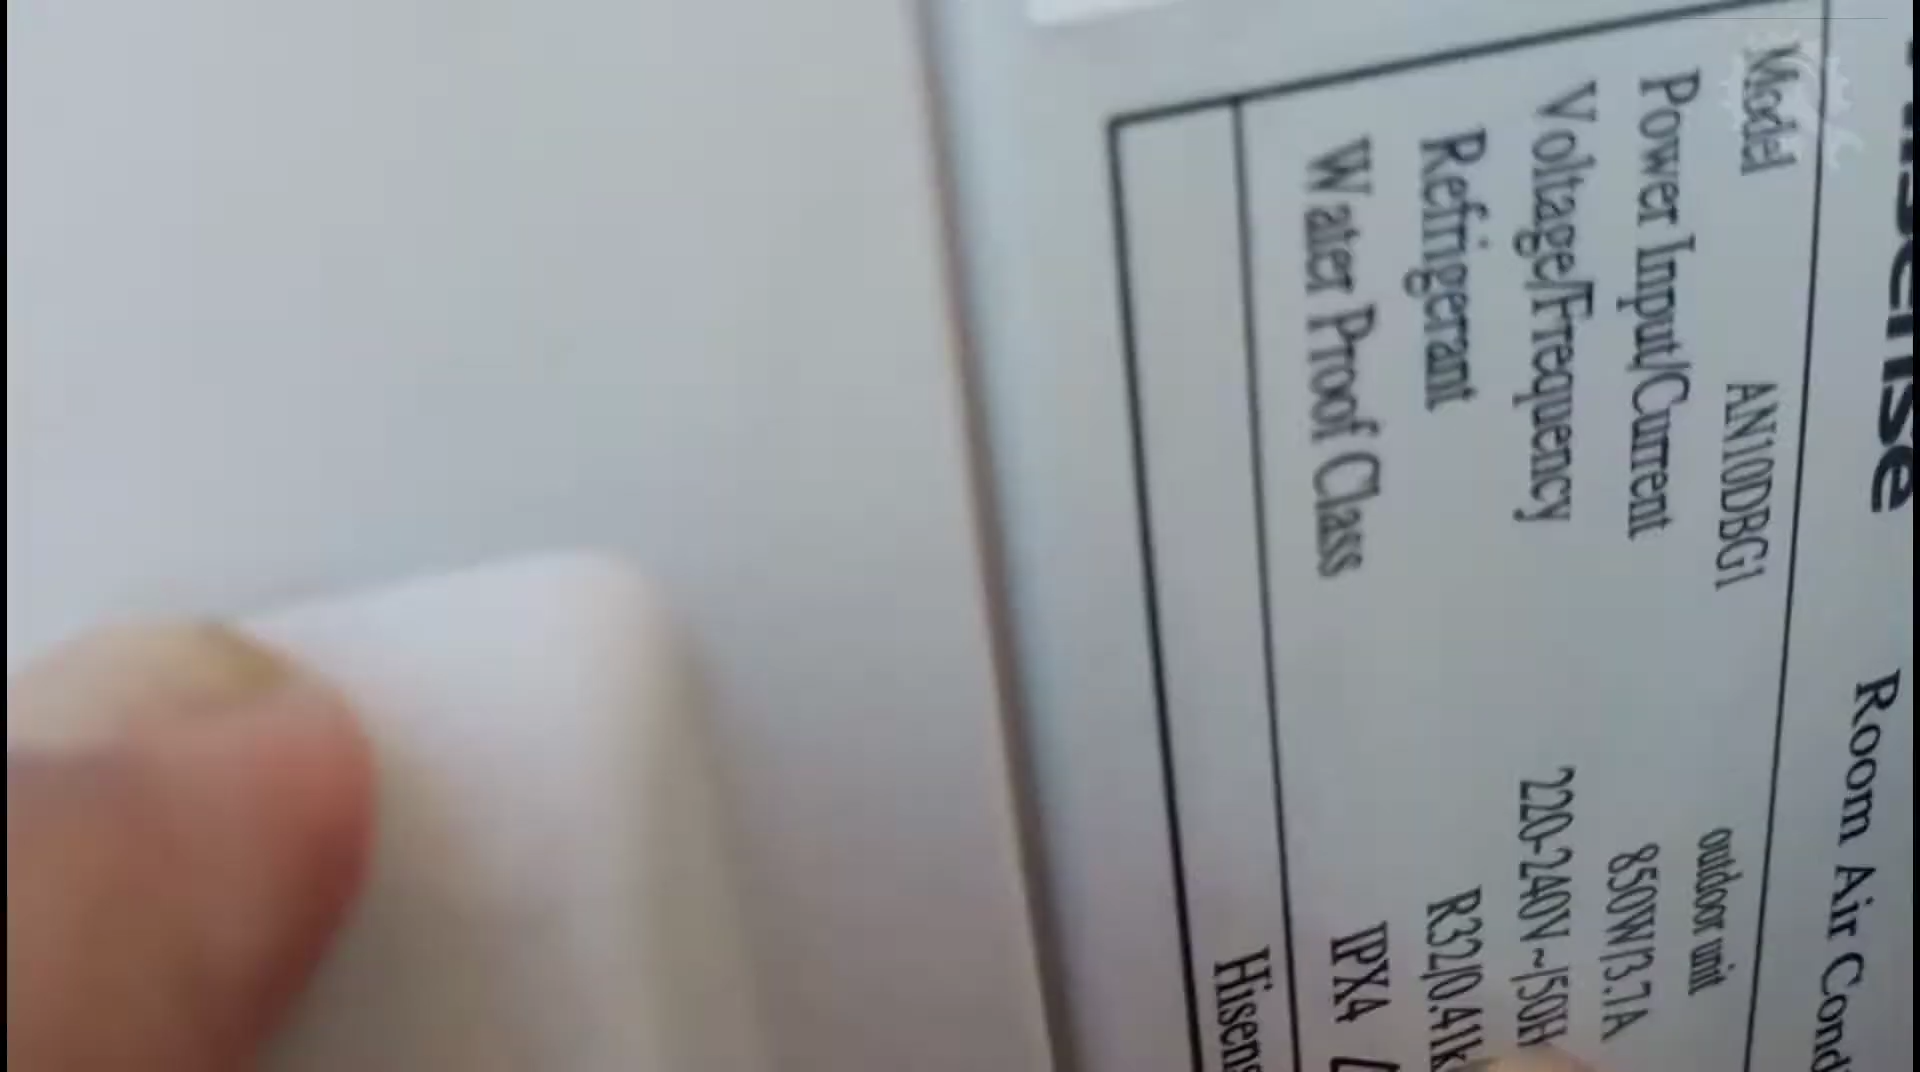 Hisense Room Air Cond
Model AN10DBG1 outdoor unit
Power Input/Current 850W/3.7A
Voltage/Frequency 220-240V~/50H
Refrigerant R32/0.41k
Water Proof Class IPX4
Hisens